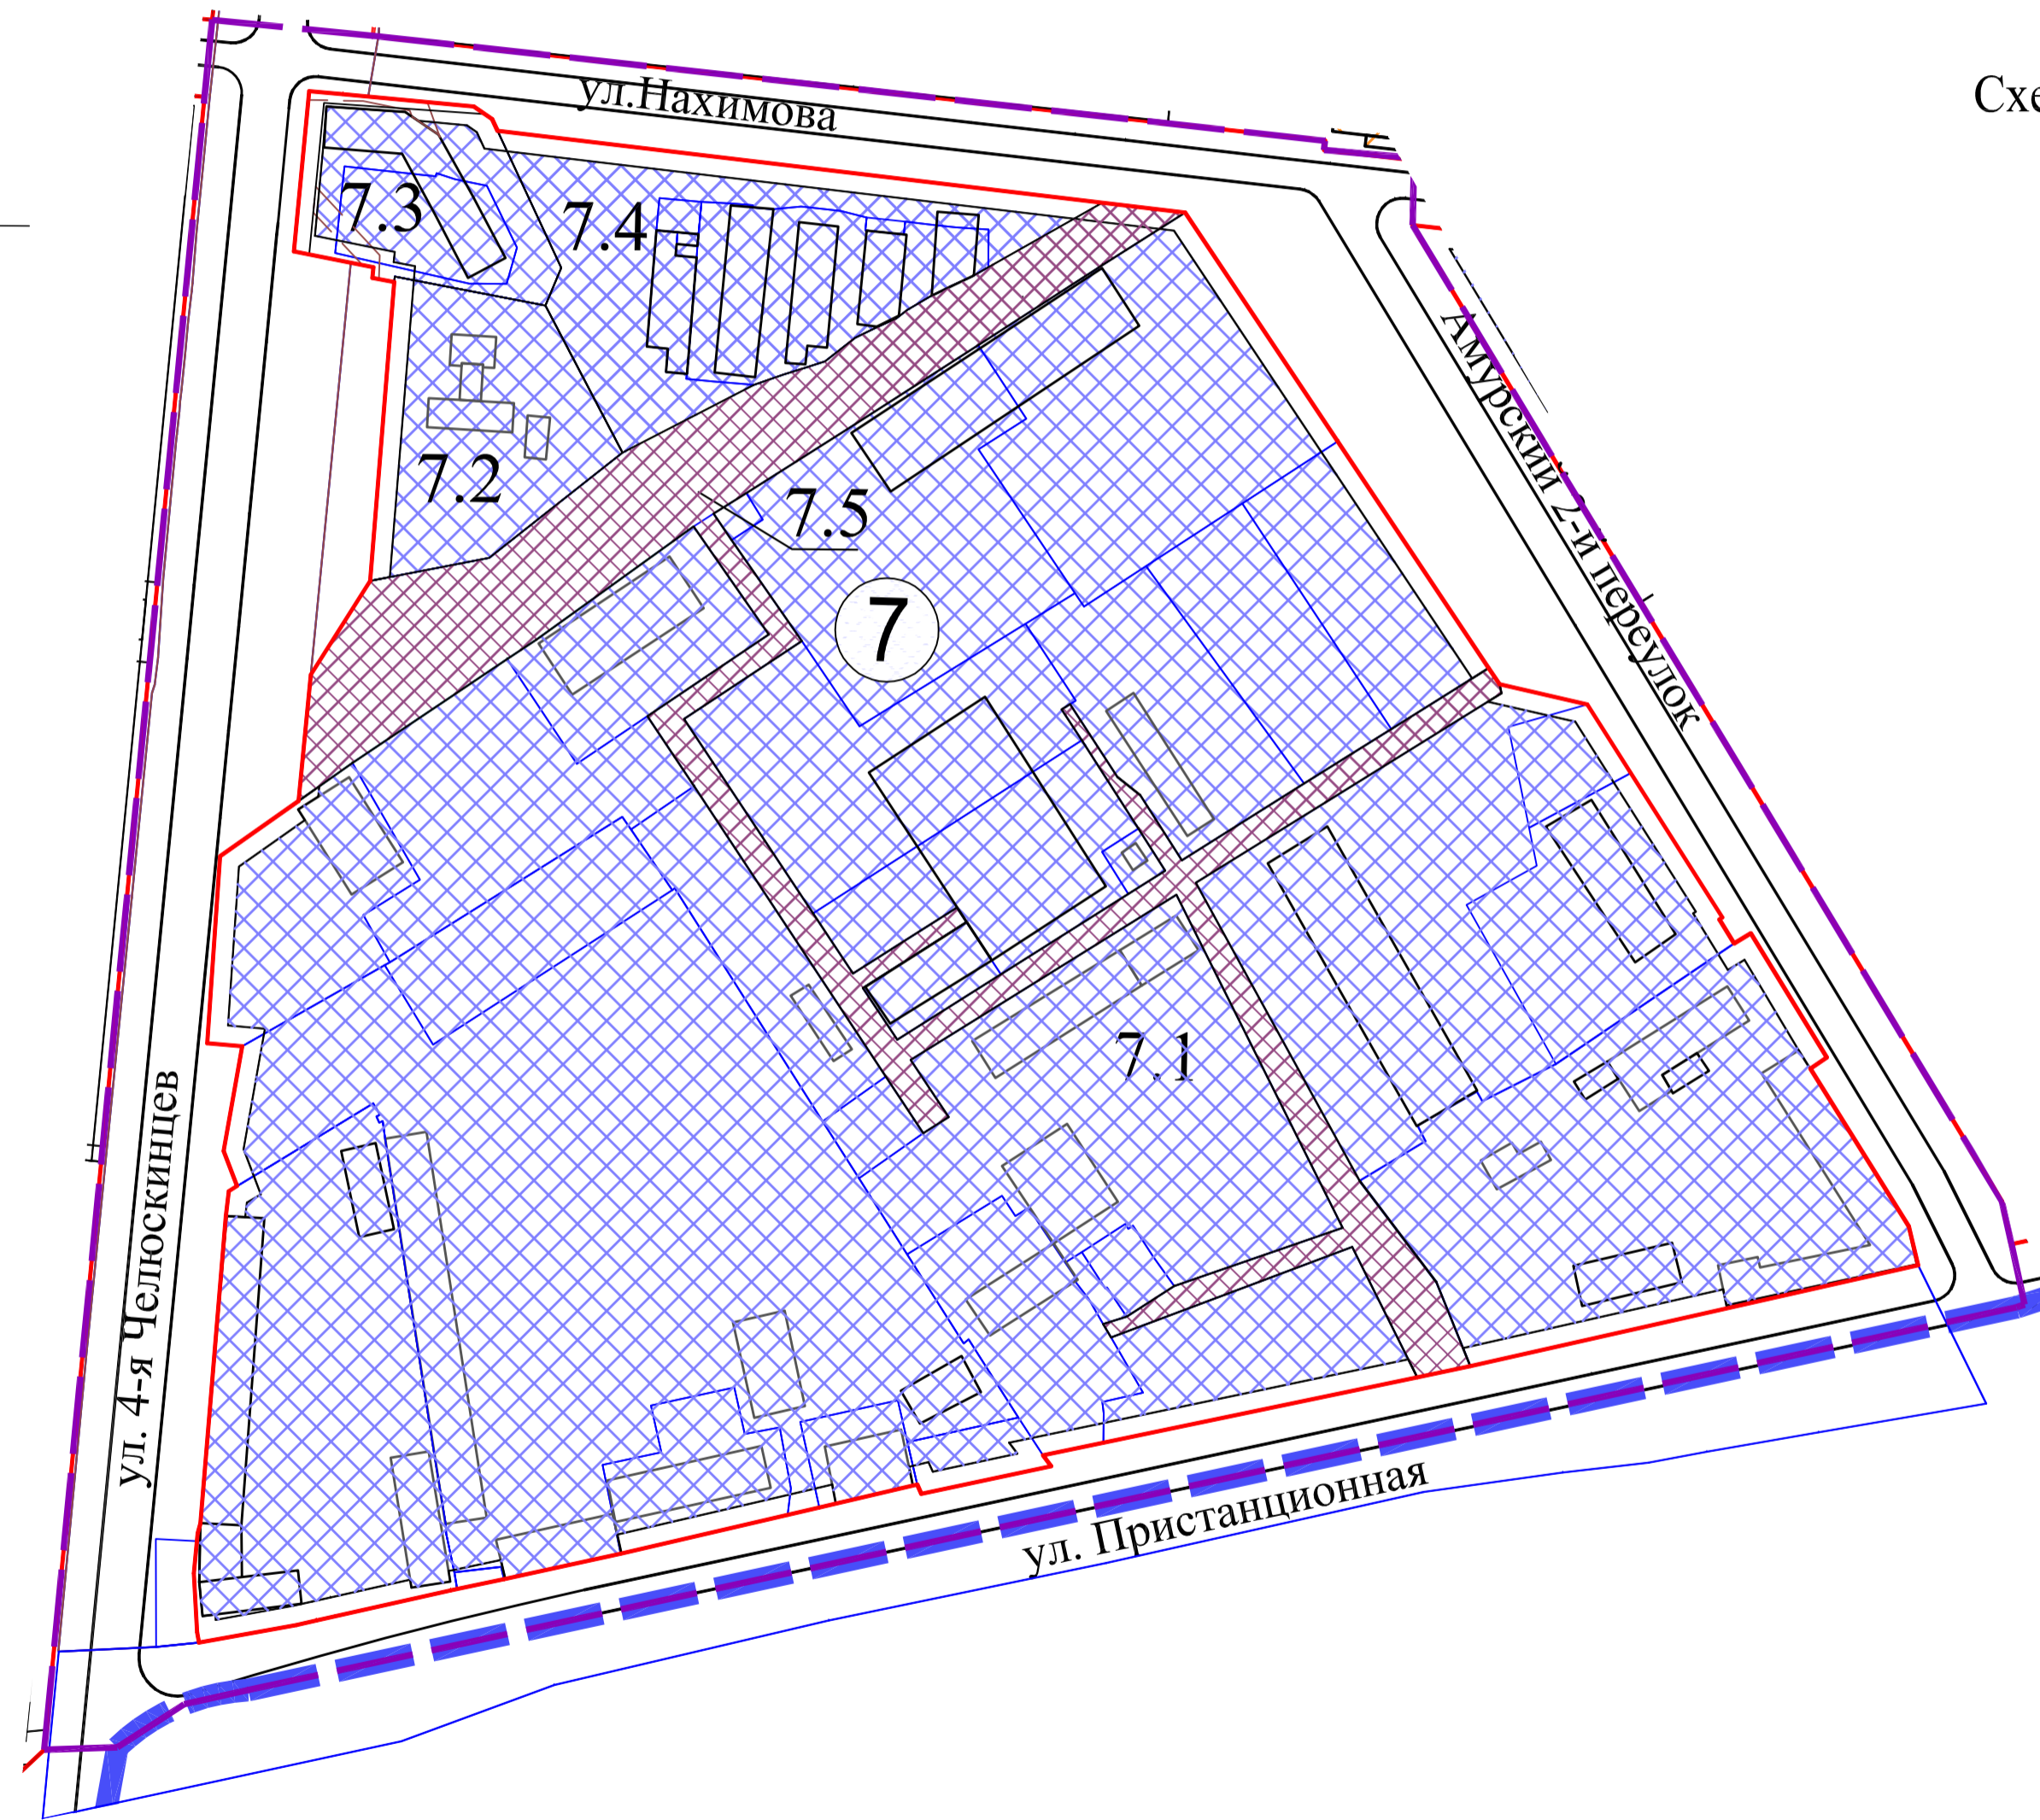 Схе
ул.Нахимова
7.3
7.4
7.2
7.5
7
Амурский 2-й переулок
7.1
ул. 4-я Челюскинцев
ул. Пристанционная